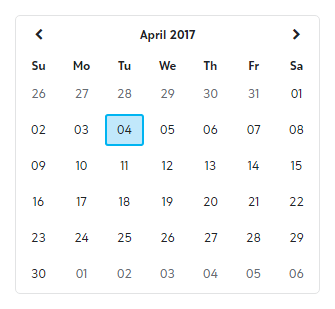 April 2017
Su Mo Tu We Th Fr Sa
26 27 28 29 30 31 01
02 03 04 05 06 07 08
09 10 11 12 13 14 15
16 17 18 19 20 21 22
23 24 25 26 27 28 29
30 01 02 03 04 05 06